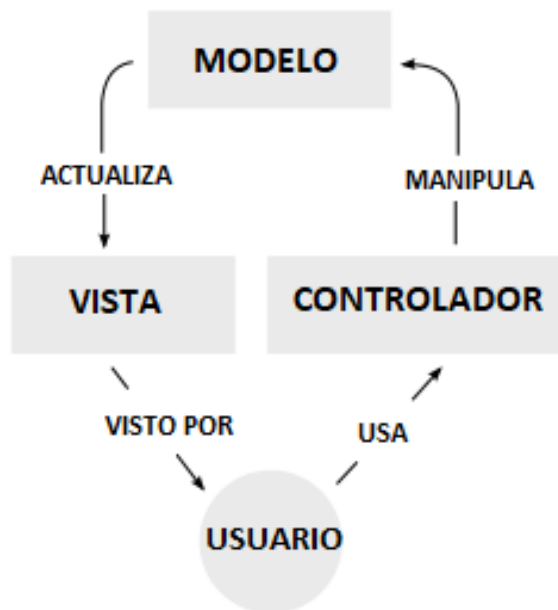 MODELO
ACTUALIZA
MANIPULA
VISTA
CONTROLADOR
VISTO POR
USA
USUARIO